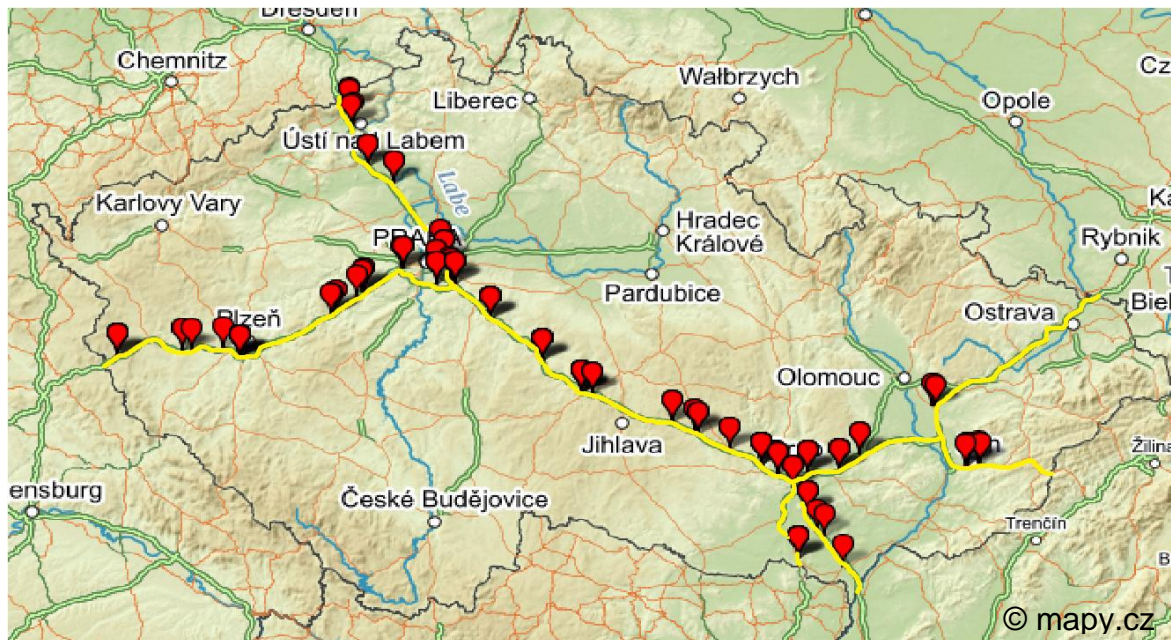 Dresden
Chemnitz
Liberec
Wałbrzych
Cz
Opole
Ústí nad Labem
Labe
Karlovy Vary
Hradec
Králové
Ka
Rybnik
Pardubice
Plzeň
T
Ostrava
Biel
Olomouc
Jihlava
Žilina
ensburg
České Budějovice
Trenčín
B
© mapy.cz